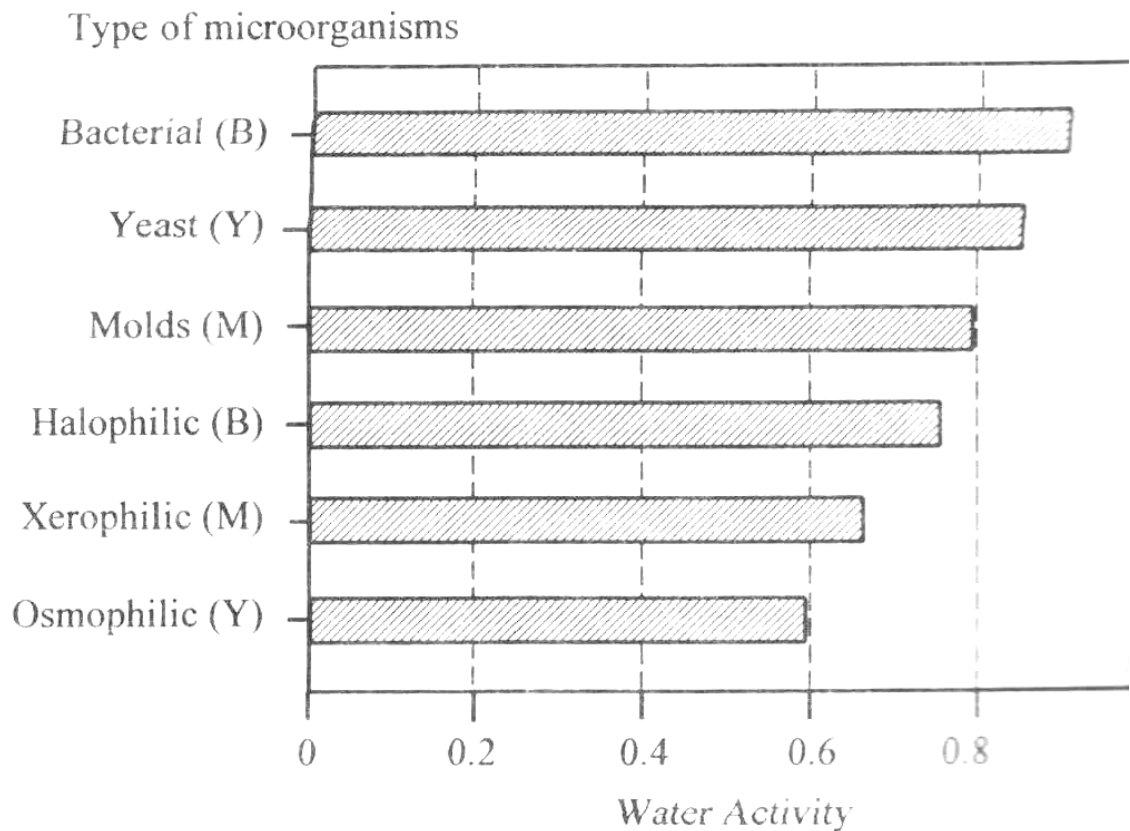 Type of microorganisms
Bacterial (B)
Yeast (Y)
Molds (M)
Halophilic (B)
Xerophilic (M)
Osmophilic (Y)
0 0.2 0.4 0.6 0.8
Water Activity